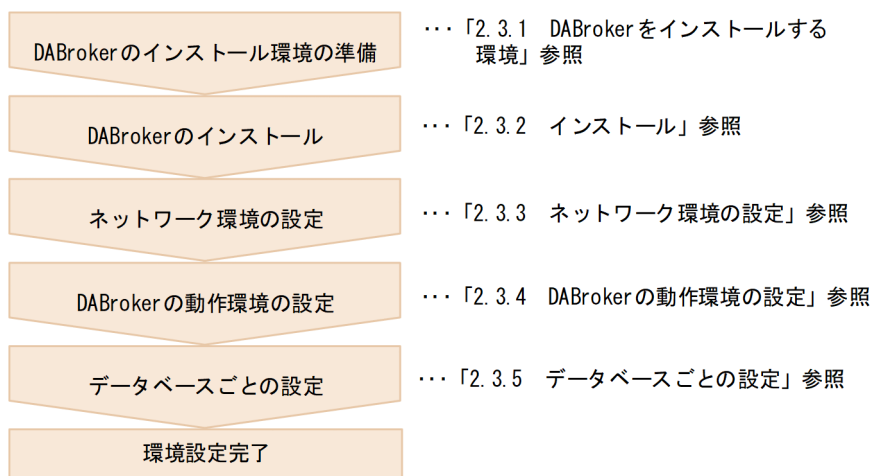 DABrokerのインストール環境の準備
･･･「2.3.1　DABrokerをインストールする
環境」参照
DABrokerのインストール
･･･「2.3.2　インストール」参照
ネットワーク環境の設定
･･･「2.3.3　ネットワーク環境の設定」参照
DABrokerの動作環境の設定
･･･「2.3.4　DABrokerの動作環境の設定」参照
データベースごとの設定
･･･「2.3.5　データベースごとの設定」参照
環境設定完了